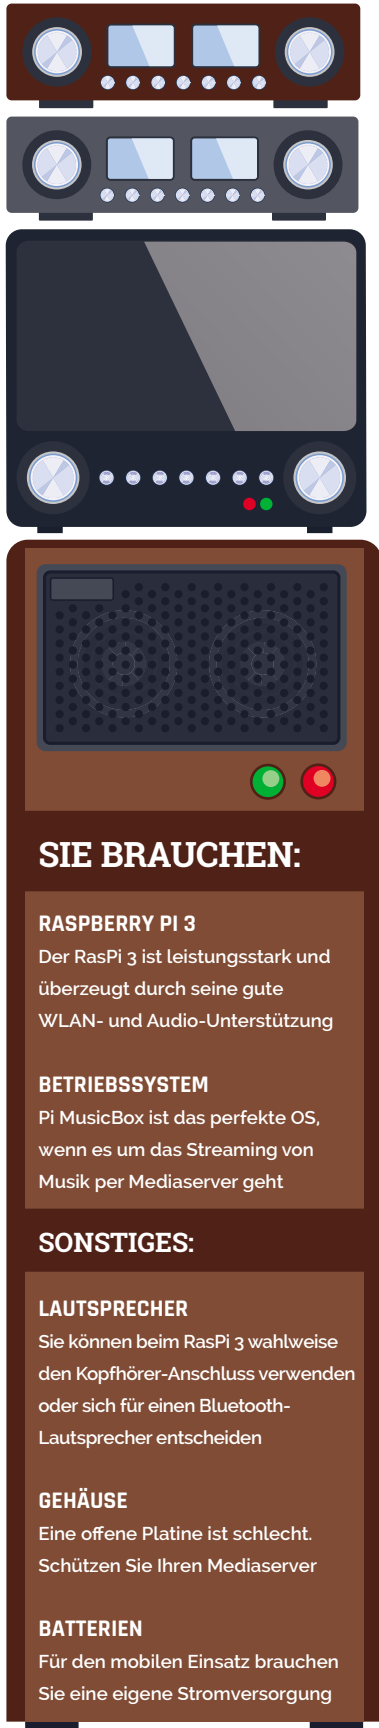 SIE BRAUCHEN:
RASPBERRY PI 3
Der RasPi 3 ist leistungsstark und
überzeugt durch seine gute
WLAN- und Audio-Unterstützung
BETRIEBSSYSTEM
Pi MusicBox ist das perfekte OS,
wenn es um das Streaming von
Musik per Mediaserver geht
SONSTIGES:
LAUTSPRECHER
Sie können beim RasPi 3 wahlweise
den Kopfhörer-Anschluss verwenden
oder sich für einen Bluetooth-
Lautsprecher entscheiden
GEHÄUSE
Eine offene Platine ist schlecht.
Schützen Sie Ihren Mediaserver
BATTERIEN
Für den mobilen Einsatz brauchen
Sie eine eigene Stromversorgung